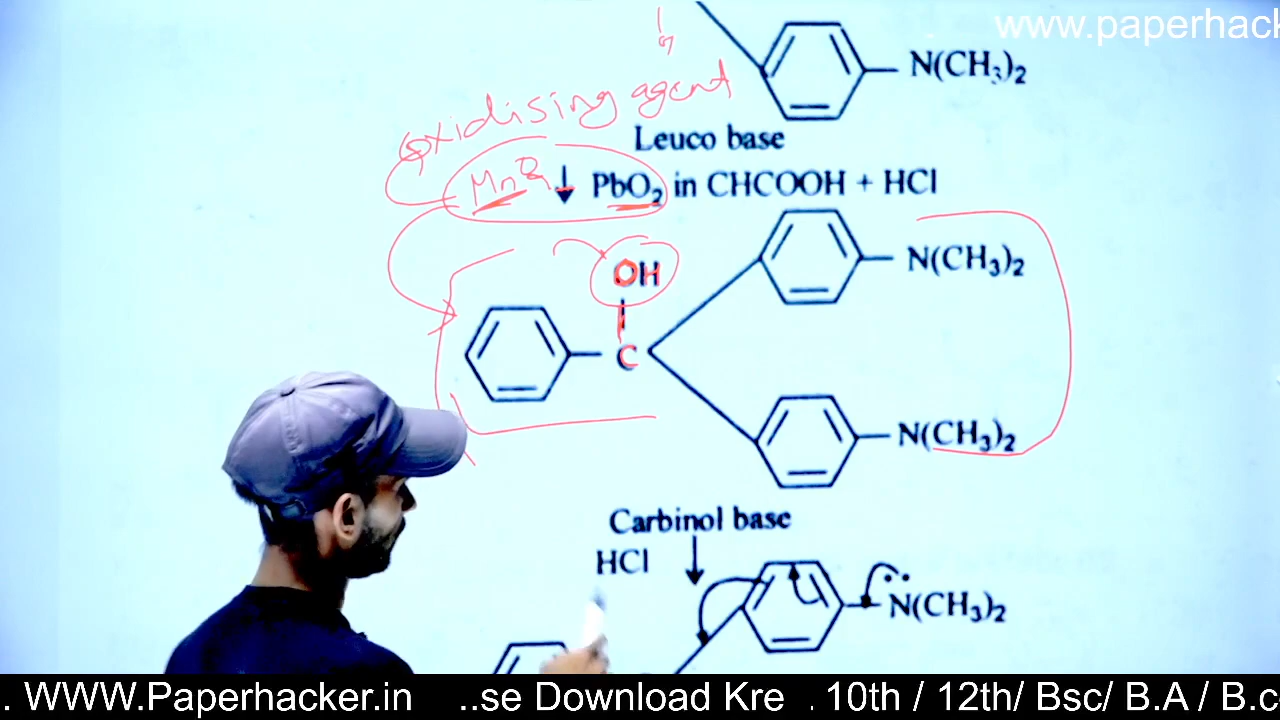 www.paperhack
N(CH3)2
oxidising agent
Leuco base
MnO2 PbO2 in CHCOOH + HCl
OH
N(CH3)2
C
N(CH3)2
Carbinol base
HCl
N(CH3)2
. WWW.Paperhacker.in ..se Download Kre . 10th / 12th/ Bsc/ B.A / B.c